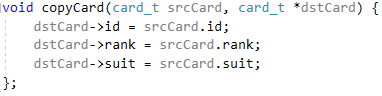 void copyCard(card_t srcCard, card_t *dstCard) {
    dstCard->id = srcCard.id;
    dstCard->rank = srcCard.rank;
    dstCard->suit = srcCard.suit;
};